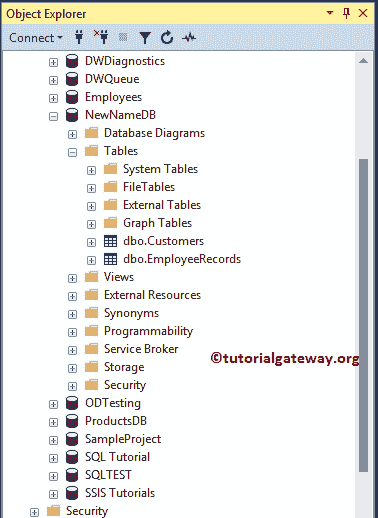 Object Explorer
Connect
DWDiagnostics
DWQueue
Employees
NewNameDB
Database Diagrams
Tables
System Tables
FileTables
External Tables
Graph Tables
dbo.Customers
dbo.EmployeeRecords
Views
External Resources
Synonyms
Programmability
Service Broker
©tutorialgateway.org
Storage
Security
ODTesting
ProductsDB
SampleProject
SQL Tutorial
SQLTEST
SSIS Tutorials
Security